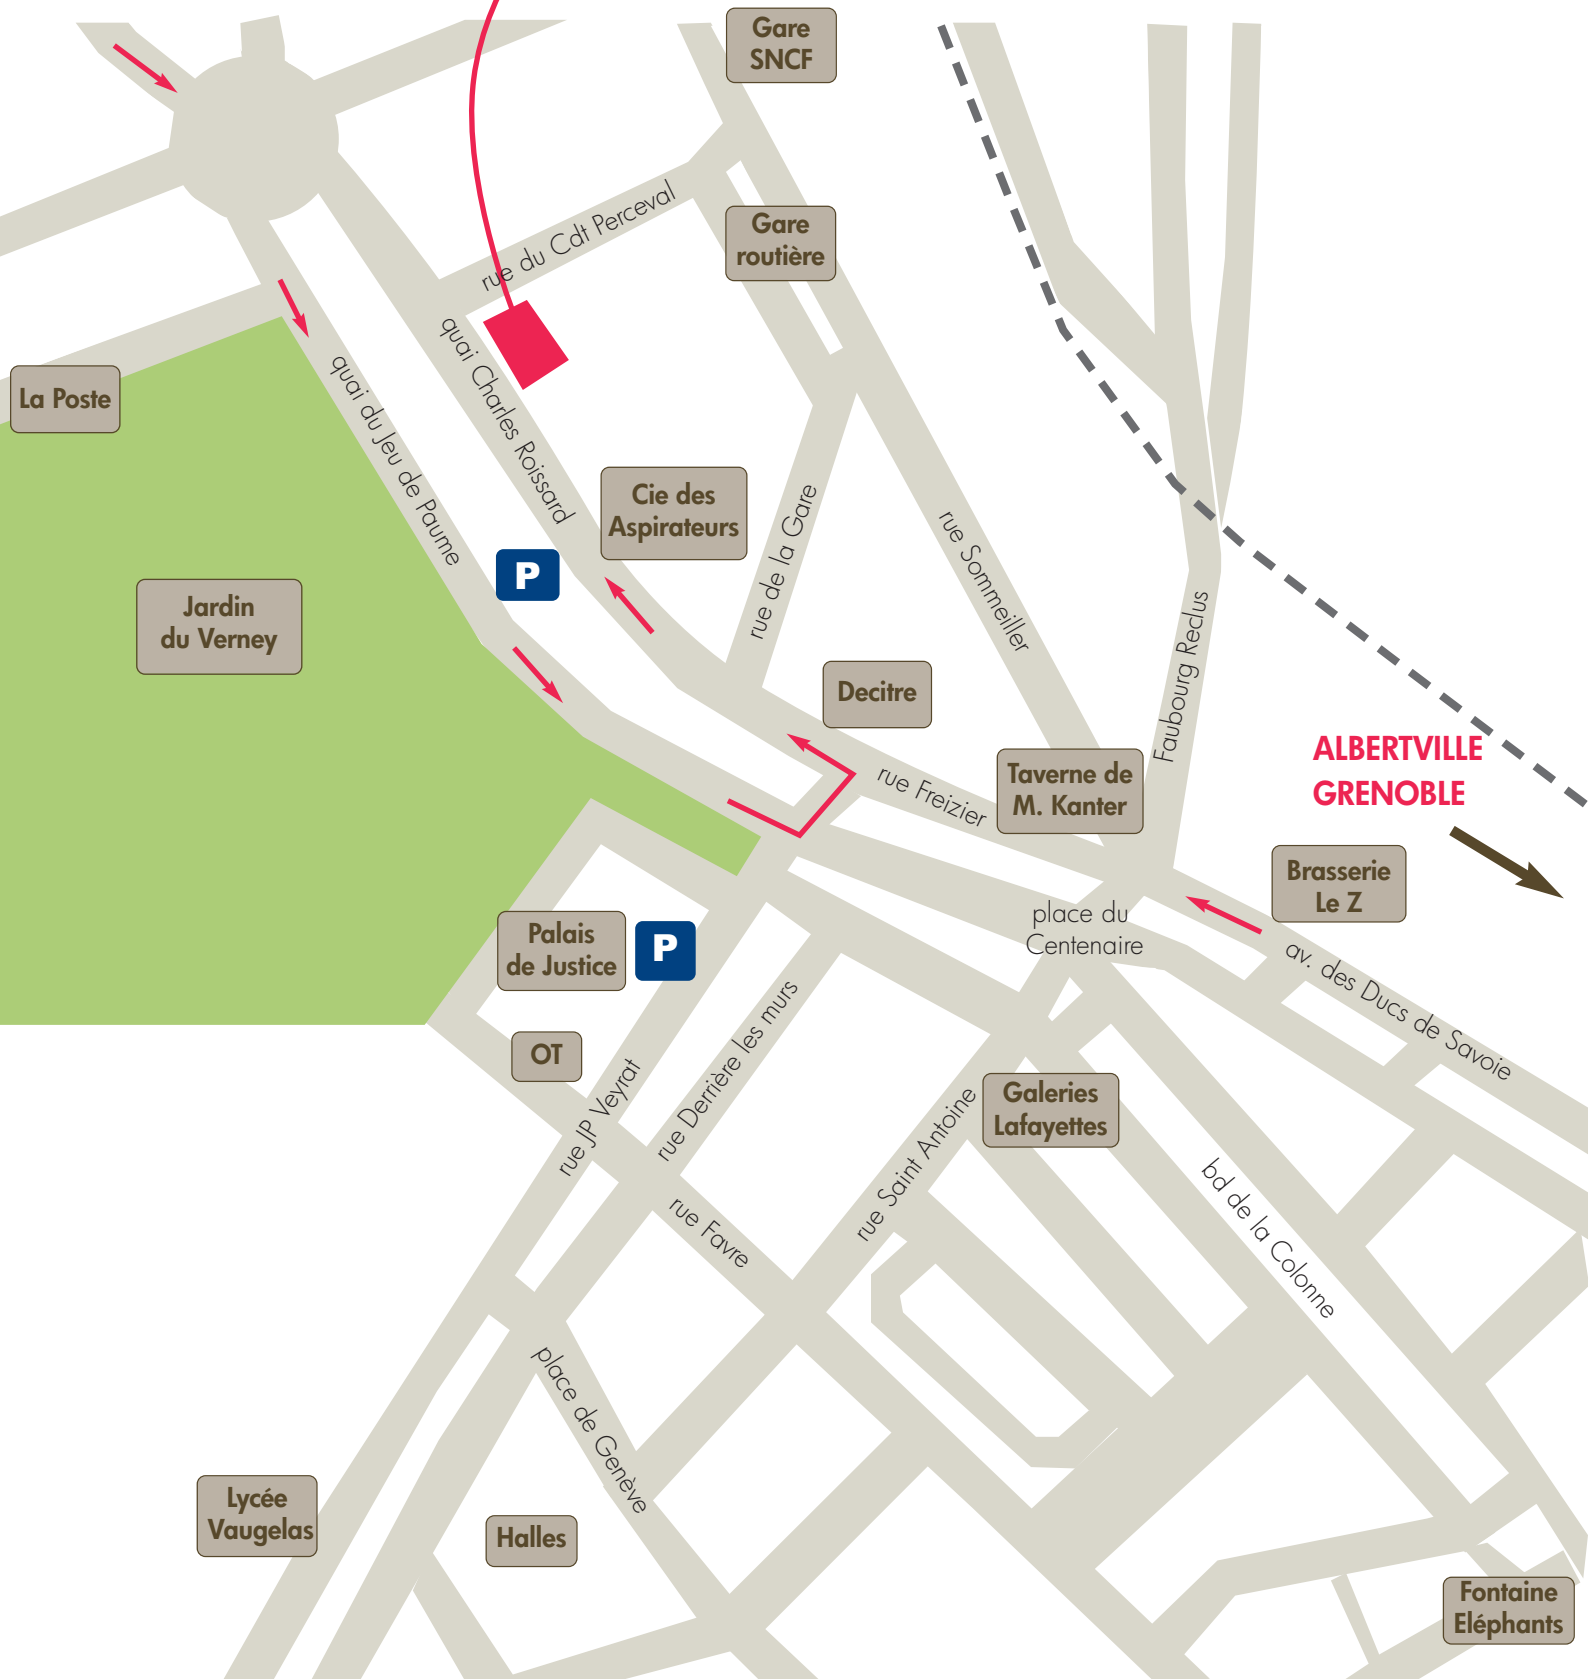 Gare
SNCF
rue du Cdt Perceval
Gare
routière
La Poste
quai du Jeu de Paume
quai Charles Roissard
Cie des
Aspirateurs
P
rue de la Gare
rue Sommeiller
Jardin
du Verney
Faubourg Reclus
Decitre
ALBERTVILLE
GRENOBLE
rue Freizier
Taverne de
M. Kanter
Brasserie
Le Z
place du
Centenaire
av. des Ducs de Savoie
Palais
de Justice
P
OT
rue JP Veyrat
rue Derrière les murs
rue Saint Antoine
Galeries
Lafayettes
rue Favre
bd de la Colonne
place de Genève
Lycée
Vaugelas
Halles
Fontaine
Eléphants